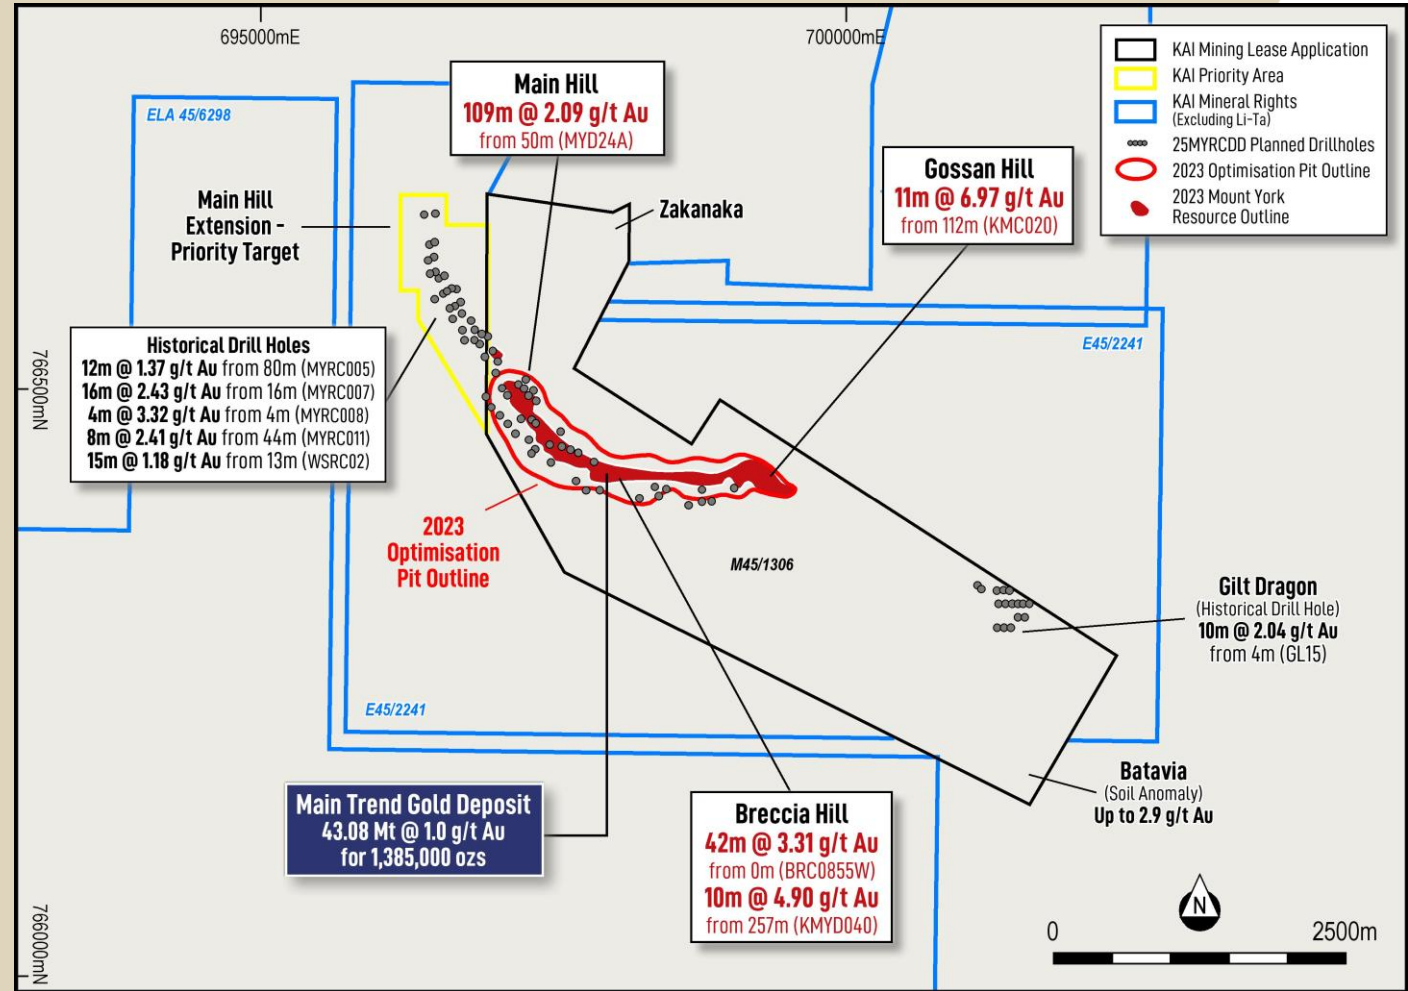 695000mE
700000mE
KAI Mining Lease Application
KAI Priority Area
KAI Mineral Rights
(Excluding Li-Ta)
25MYRCDD Planned Drillholes
2023 Optimisation Pit Outline
2023 Mount York
Resource Outline
ELA 45/6298
Main Hill
109m @ 2.09 g/t Au
from 50m (MYD24A)
Gossan Hill
11m @ 6.97 g/t Au
from 112m (KMC020)
Main Hill
Extension -
Priority Target
Zakanaka
Historical Drill Holes
12m @ 1.37 g/t Au from 80m (MYRC005)
16m @ 2.43 g/t Au from 16m (MYRC007)
4m @ 3.32 g/t Au from 4m (MYRC008)
8m @ 2.41 g/t Au from 44m (MYRC011)
15m @ 1.18 g/t Au from 13m (WSRC02)
E45/2241
766500mN
2023
Optimisation
Pit Outline
M45/1306
Gilt Dragon
(Historical Drill Hole)
10m @ 2.04 g/t Au
from 4m (GL15)
E45/2241
Main Trend Gold Deposit
43.08 Mt @ 1.0 g/t Au
for 1,385,000 ozs
Breccia Hill
42m @ 3.31 g/t Au
from 0m (BRC0855W)
10m @ 4.90 g/t Au
from 257m (KMYD040)
Batavia
(Soil Anomaly)
Up to 2.9 g/t Au
766000mN
N
0
2500m